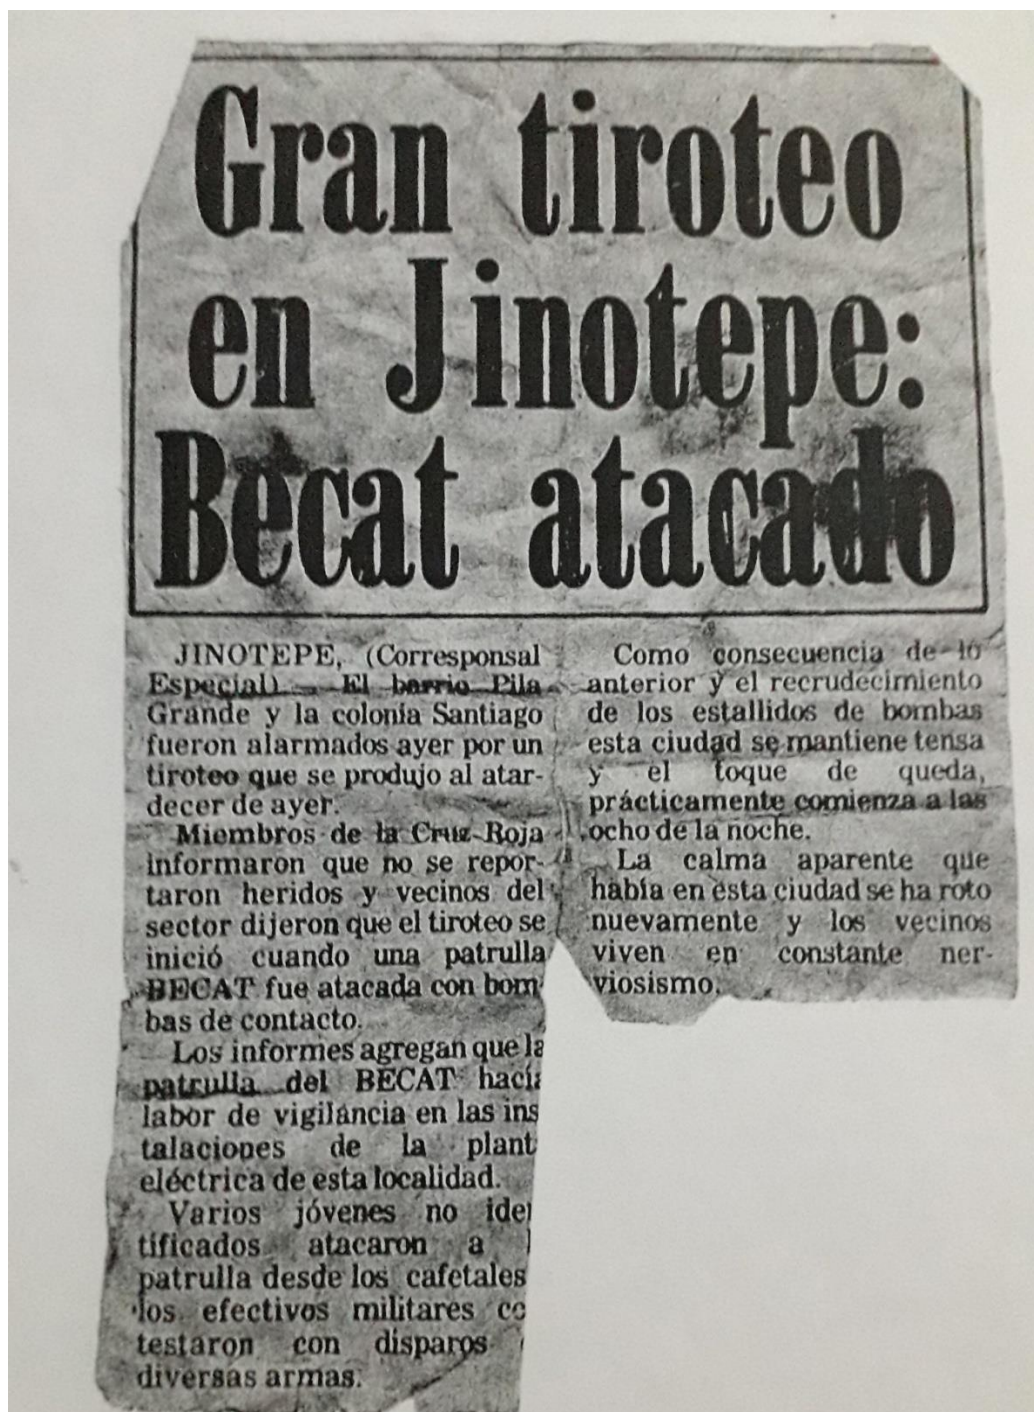 Gran tiroteo
en Jinotepe:
Becat atacado
JINOTEPE, (Corresponsal
Especial). — El barrio Pila
Grande y la colonia Santiago
fueron alarmados ayer por un
tiroteo que se produjo al atar-
decer de ayer.
Miembros de la Cruz Roja
informaron que no se repor-
taron heridos y vecinos del
sector dijeron que el tiroteo se
inició cuando una patrulla
BECAT fue atacada con bom-
bas de contacto.
Los informes agregan que la
patrulla del BECAT hacía
labor de vigilancia en las ins
talaciones de la plant
eléctrica de esta localidad.
Varios jóvenes no iden
tificados atacaron a
patrulla desde los cafetales
los efectivos militares co
testaron con disparos
diversas armas.
Como consecuencia de lo
anterior y el recrudecimiento
de los estallidos de bombas
esta ciudad se mantiene tensa
y el toque de queda,
prácticamente comienza a las
ocho de la noche.
La calma aparente que
había en esta ciudad se ha roto
nuevamente y los vecinos
viven en constante ner-
viosismo.